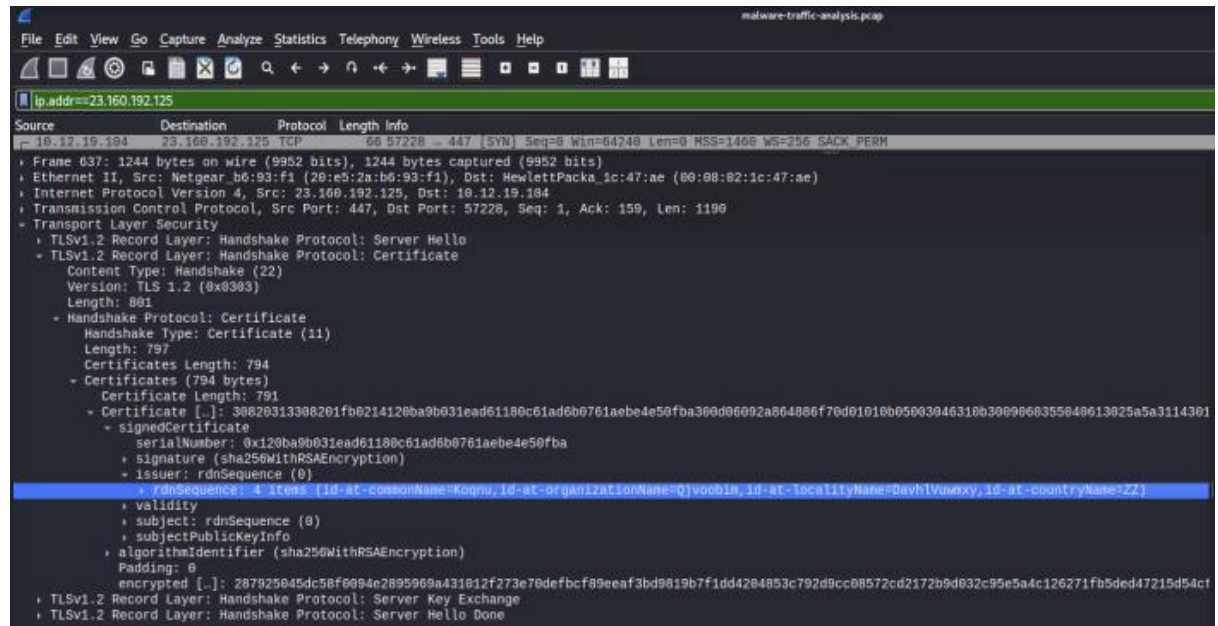 malware-traffic-analysis.pcap
File Edit View Go Capture Analyze Statistics Telephony Wireless Tools Help
ip.addr==23.160.192.125
Source Destination Protocol Length Info
10.12.19.104 23.160.192.125 TCP 66 57228 → 447 [SYN] Seq=0 Win=64240 Len=0 MSS=1460 WS=256 SACK_PERM
Frame 637: 1244 bytes on wire (9952 bits), 1244 bytes captured (9952 bits)
Ethernet II, Src: Netgear_b6:93:f1 (20:e5:2a:b6:93:f1), Dst: HewlettPacka_1c:47:ae (00:08:02:1c:47:ae)
Internet Protocol Version 4, Src: 23.160.192.125, Dst: 10.12.19.104
Transmission Control Protocol, Src Port: 447, Dst Port: 57228, Seq: 1, Ack: 159, Len: 1190
Transport Layer Security
TLSv1.2 Record Layer: Handshake Protocol: Server Hello
TLSv1.2 Record Layer: Handshake Protocol: Certificate
Content Type: Handshake (22)
Version: TLS 1.2 (0x0303)
Length: 801
Handshake Protocol: Certificate
Handshake Type: Certificate (11)
Length: 797
Certificates Length: 794
Certificates (794 bytes)
Certificate Length: 791
Certificate […]: 30820313308201fb0214120ba9b031ead61180c61ad6b0761aebe4e50fba300d06092a864886f70d01010b05003046310b3009060355040613025a5a3114301
signedCertificate
serialNumber: 0x120ba9b031ead61180c61ad6b0761aebe4e50fba
signature (sha256WithRSAEncryption)
issuer: rdnSequence (0)
rdnSequence: 4 items (id-at-commonName=Koqnu,id-at-organizationName=Qjvoobim,id-at-localityName=DavhlVuwmxy,id-at-countryName=ZZ)
validity
subject: rdnSequence (0)
subjectPublicKeyInfo
algorithmIdentifier (sha256WithRSAEncryption)
Padding: 0
encrypted […]: 287925045dc58f0094e2895969a431012f273e70defbcf89eeaf3bd9819b7f1dd4204853c792d9cc08572cd2172b9d032c95e5a4c126271fb5ded47215d54cf
TLSv1.2 Record Layer: Handshake Protocol: Server Key Exchange
TLSv1.2 Record Layer: Handshake Protocol: Server Hello Done